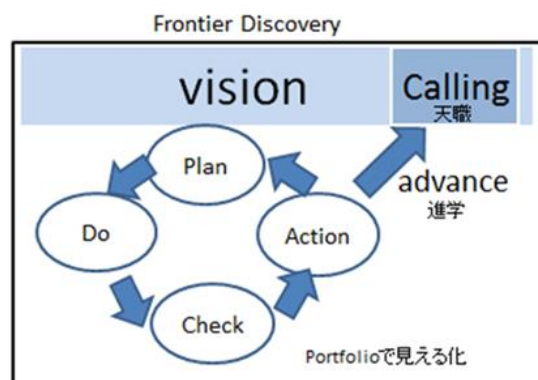 Frontier Discovery
vision
Calling
天職
Plan
advance
進学
Do
Action
Check
Portfolioで見える化